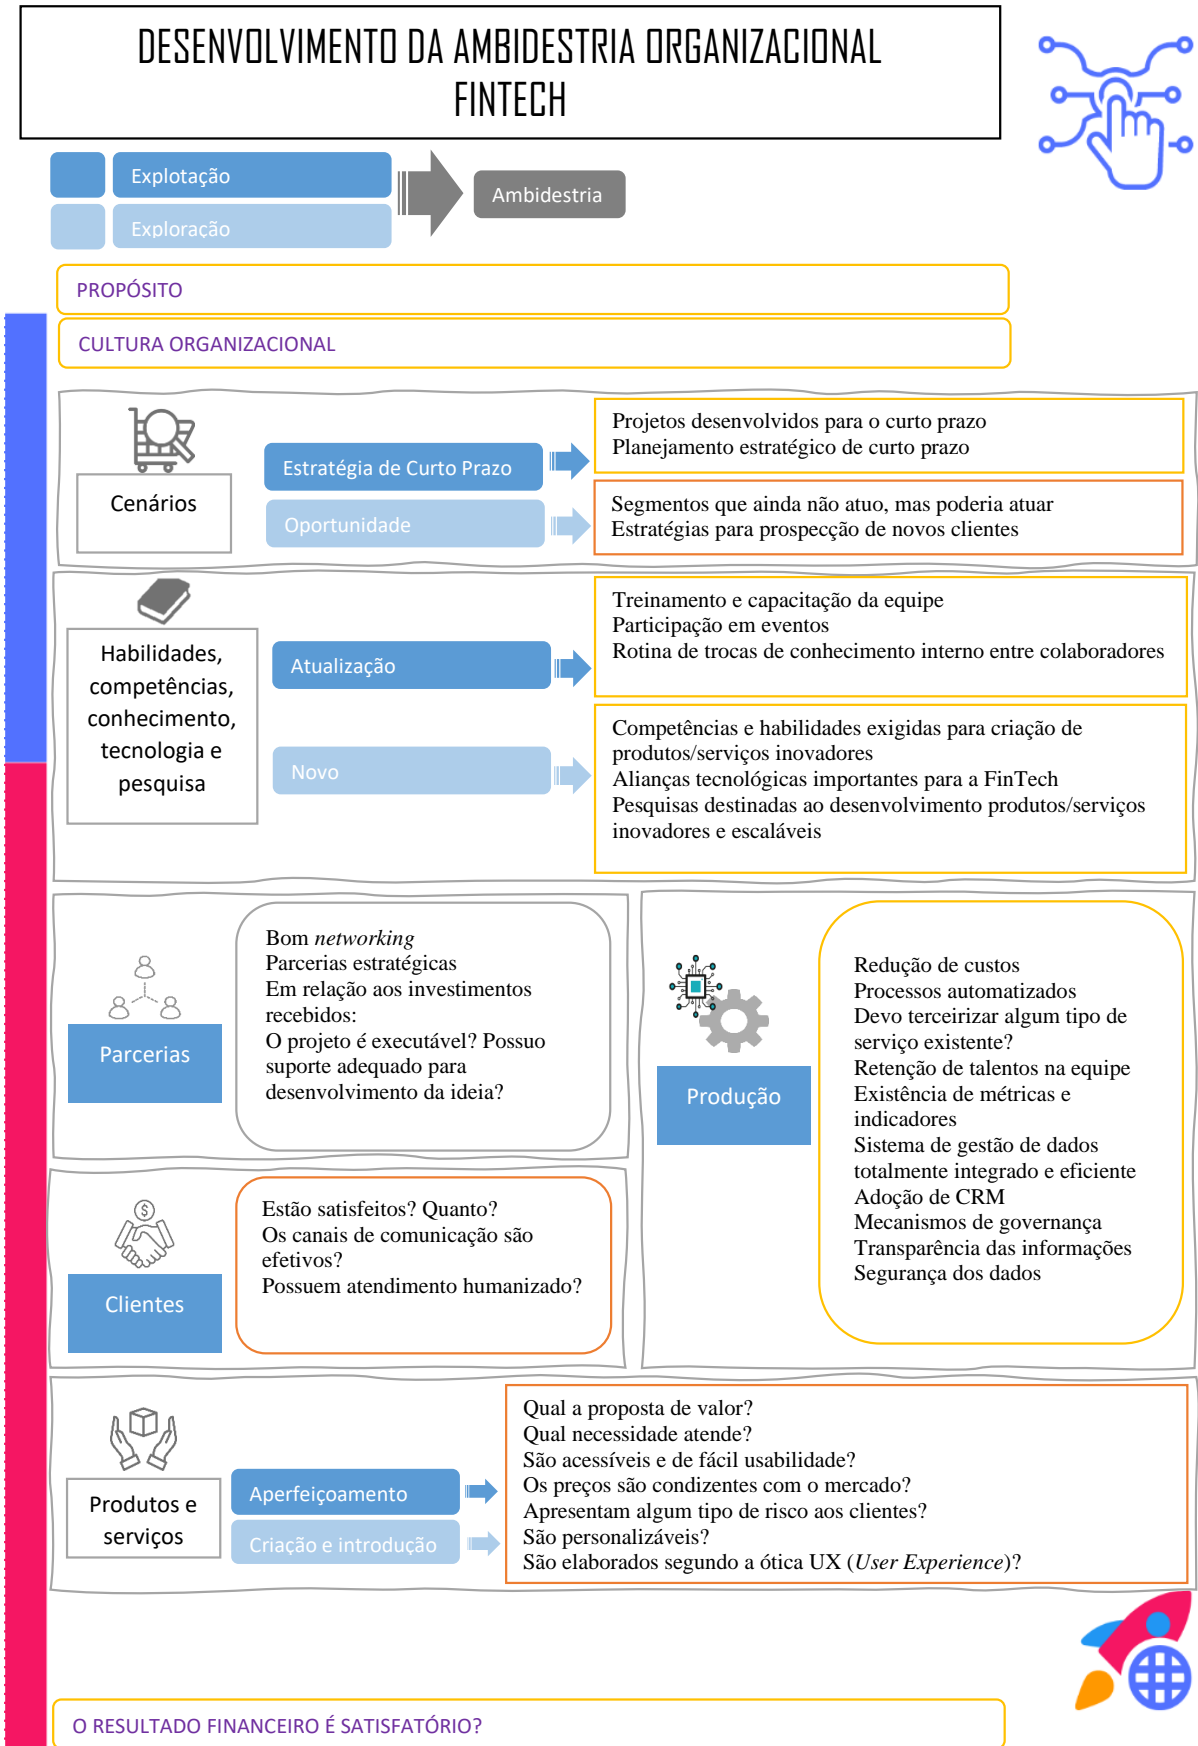 DESENVOLVIMENTO DA AMBIDESTRIA ORGANIZACIONAL
FINTECH
Explotação
Exploração
Ambidestria
PROPÓSITO
CULTURA ORGANIZACIONAL
Cenários
Estratégia de Curto Prazo
Projetos desenvolvidos para o curto prazo
Planejamento estratégico de curto prazo
Oportunidade
Segmentos que ainda não atuo, mas poderia atuar
Estratégias para prospecção de novos clientes
Habilidades,
competências,
conhecimento,
tecnologia e
pesquisa
Atualização
Treinamento e capacitação da equipe
Participação em eventos
Rotina de trocas de conhecimento interno entre colaboradores
Novo
Competências e habilidades exigidas para criação de
produtos/serviços inovadores
Alianças tecnológicas importantes para a FinTech
Pesquisas destinadas ao desenvolvimento produtos/serviços
inovadores e escaláveis
Parcerias
Bom networking
Parcerias estratégicas
Em relação aos investimentos
recebidos:
O projeto é executável? Possuo
suporte adequado para
desenvolvimento da ideia?
Produção
Redução de custos
Processos automatizados
Devo terceirizar algum tipo de
serviço existente?
Retenção de talentos na equipe
Existência de métricas e
indicadores
Sistema de gestão de dados
totalmente integrado e eficiente
Adoção de CRM
Mecanismos de governança
Transparência das informações
Segurança dos dados
Clientes
Estão satisfeitos? Quanto?
Os canais de comunicação são
efetivos?
Possuem atendimento humanizado?
Produtos e
serviços
Aperfeiçoamento
Criação e introdução
Qual a proposta de valor?
Qual necessidade atende?
São acessíveis e de fácil usabilidade?
Os preços são condizentes com o mercado?
Apresentam algum tipo de risco aos clientes?
São personalizáveis?
São elaborados segundo a ótica UX (User Experience)?
O RESULTADO FINANCEIRO É SATISFATÓRIO?